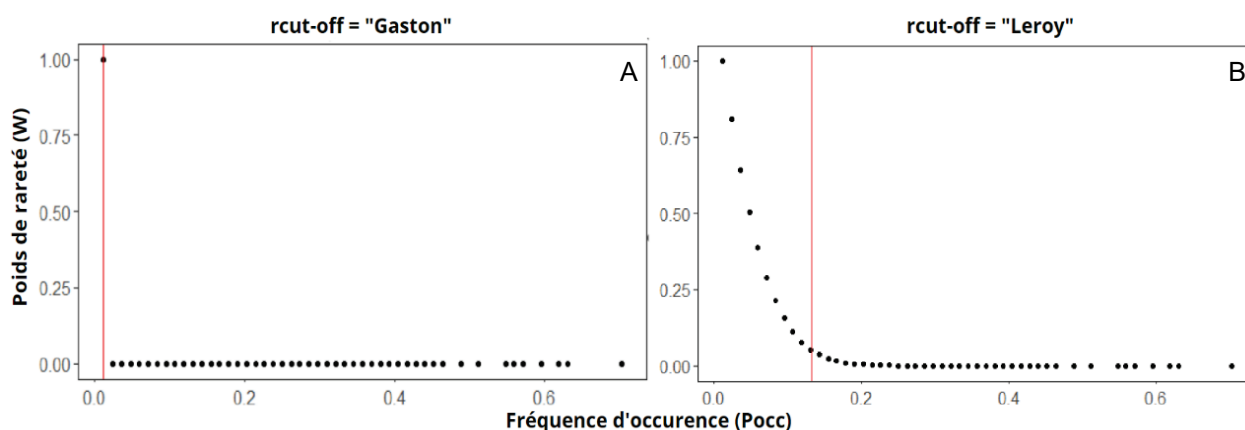 rcut-off = "Gaston"
rcut-off = "Leroy"
A
B
Poids de rareté (W)
1.00
0.75
0.50
0.25
0.00
1.00
0.75
0.50
0.25
0.00
0.0 0.2 0.4 0.6
0.0 0.2 0.4 0.6
Fréquence d'occurence (Pocc)